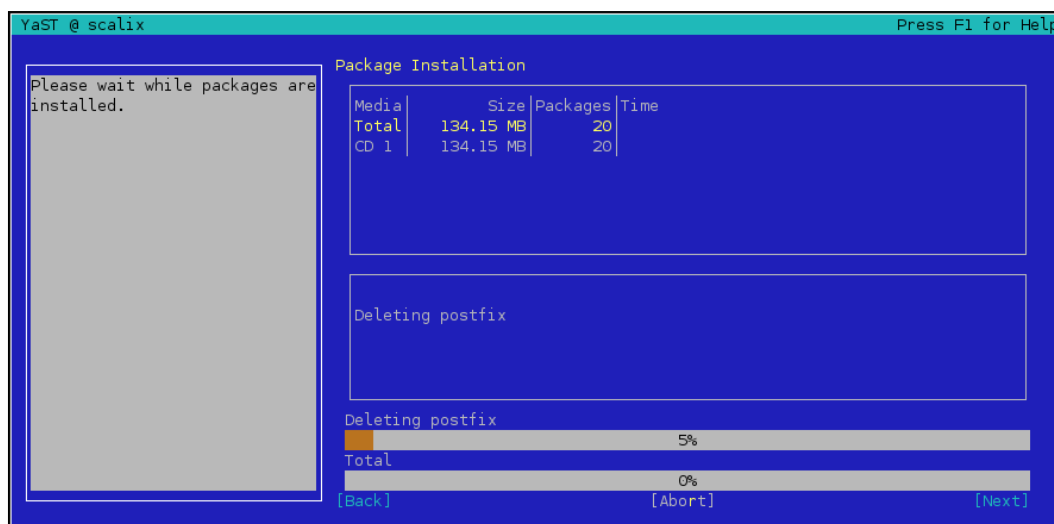 YaST @ scalix Press F1 for Help
Please wait while packages are
installed.
Package Installation
Media Size Packages Time
Total 134.15 MB 20
CD 1 134.15 MB 20
Deleting postfix
Deleting postfix
5%
Total
0%
[Back] [Abort] [Next]